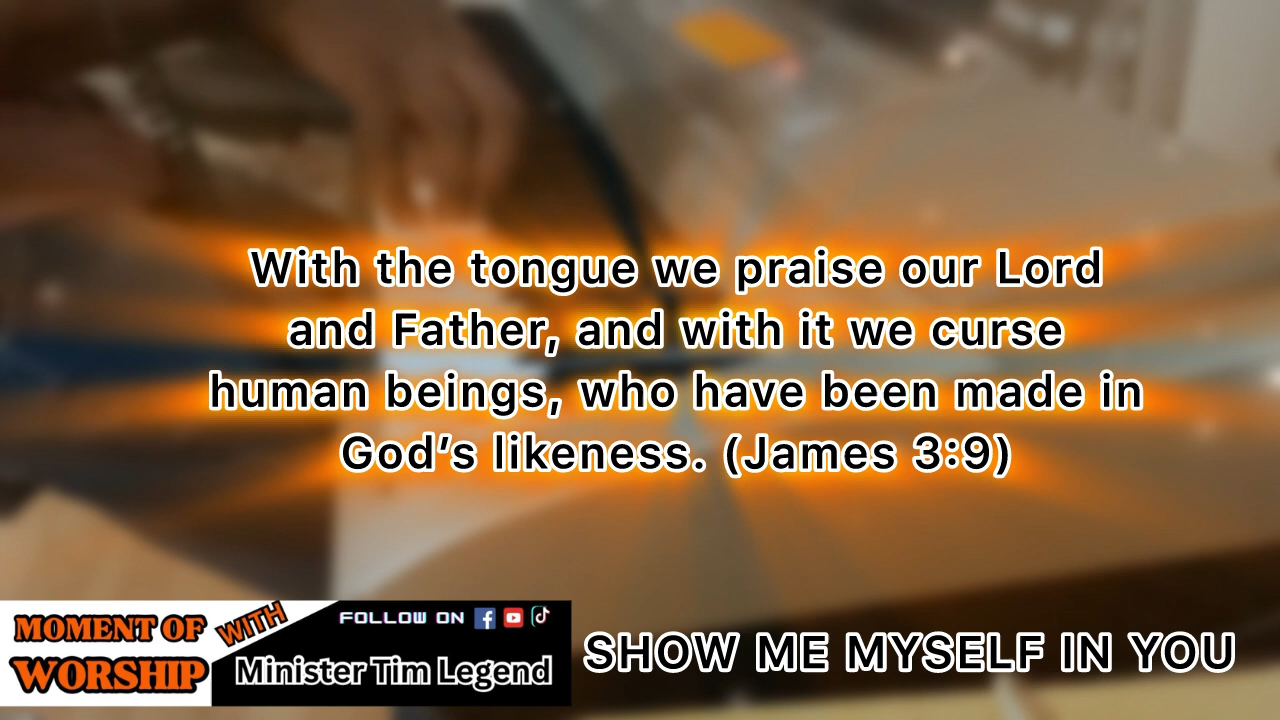 With the tongue we praise our Lord
and Father, and with it we curse
human beings, who have been made in
God’s likeness. (James 3:9)
MOMENT OF
WORSHIP
WITH
FOLLOW ON
Minister Tim Legend
SHOW ME MYSELF IN YOU